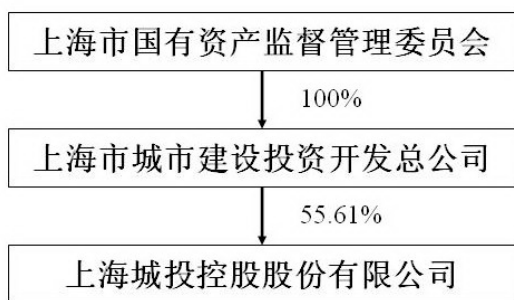 上海市国有资产监督管理委员会
100%
上海市城市建设投资开发总公司
55.61%
上海城投控股股份有限公司